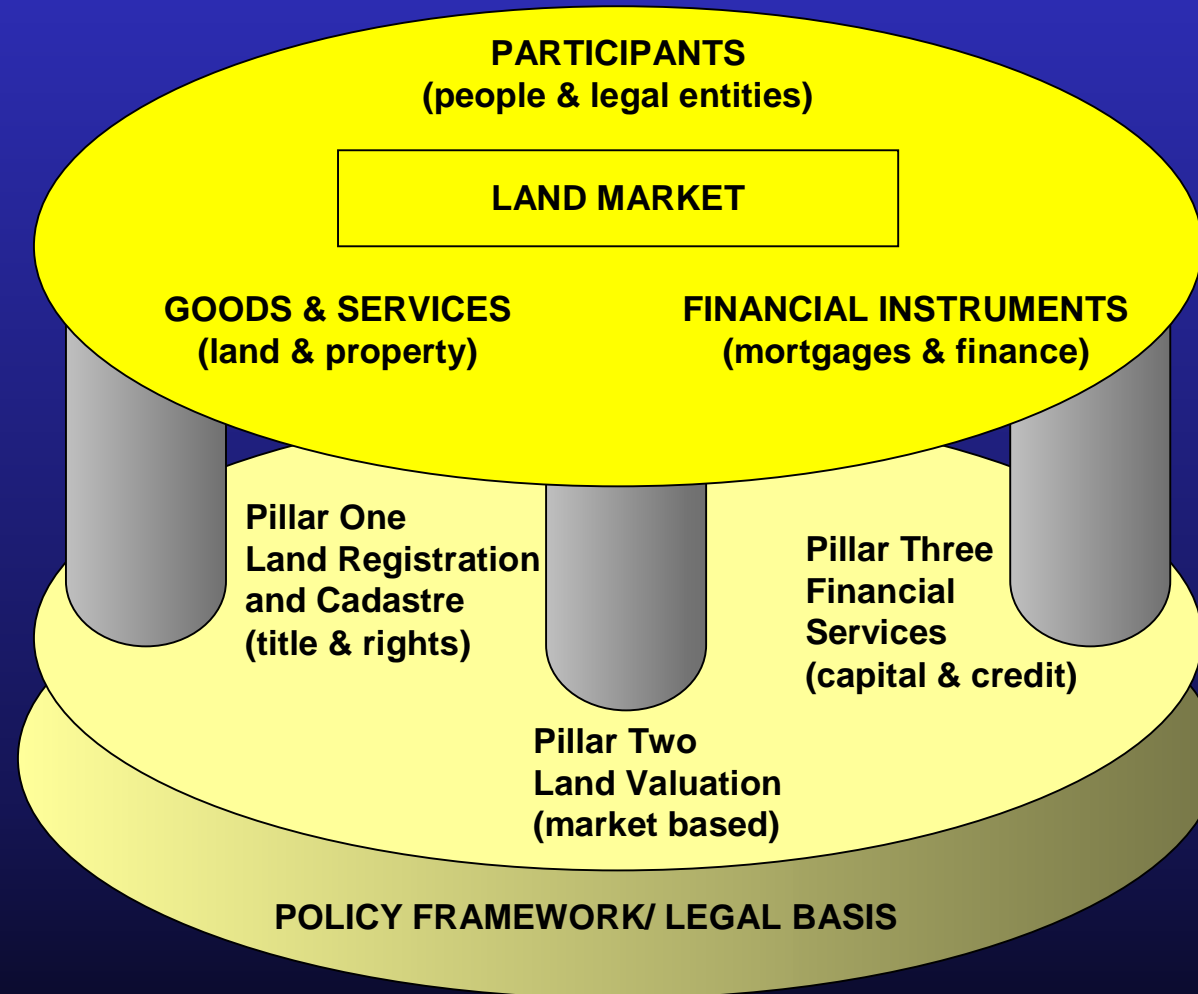 PARTICIPANTS
(people & legal entities)
LAND MARKET
GOODS & SERVICES
(land & property)
FINANCIAL INSTRUMENTS
(mortgages & finance)
Pillar One
Land Registration
and Cadastre
(title & rights)
Pillar Two
Land Valuation
(market based)
Pillar Three
Financial
Services
(capital & credit)
POLICY FRAMEWORK/ LEGAL BASIS